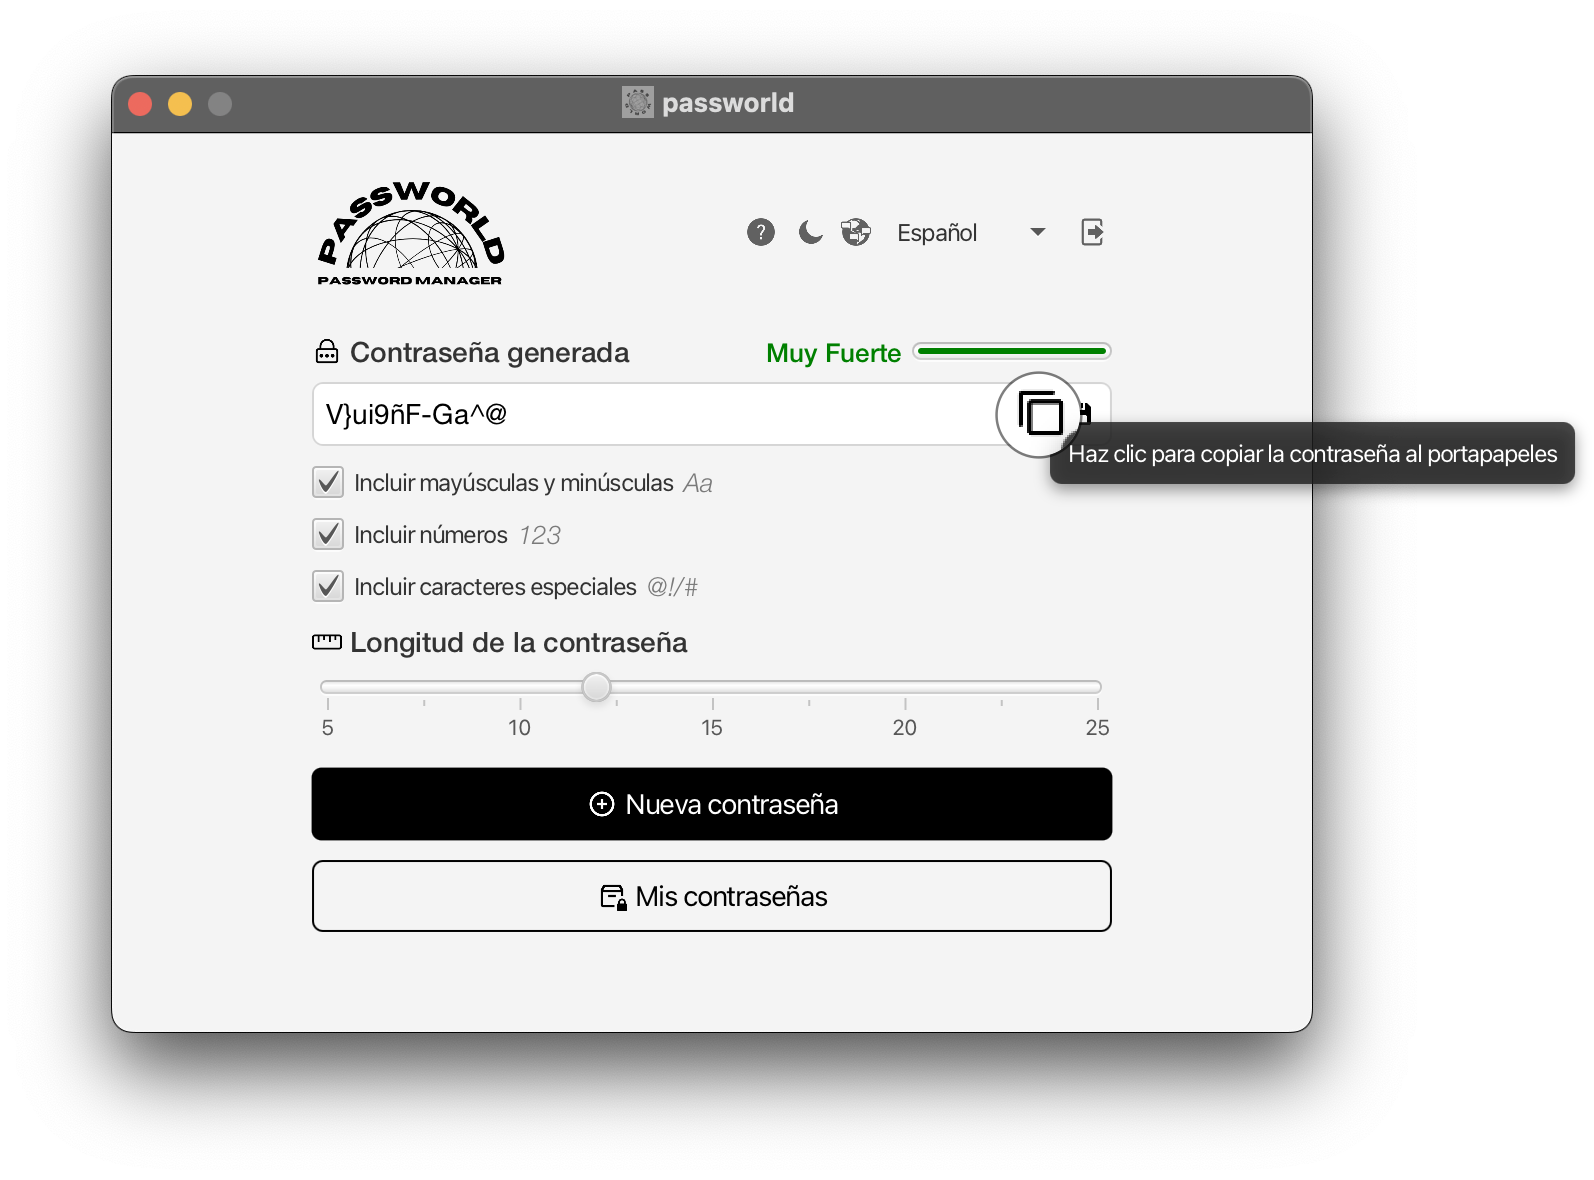 passworld
PASSWORLD
PASSWORD MANAGER
? Español
Contraseña generada Muy Fuerte
V}ui9ñF-Ga^@
Haz clic para copiar la contraseña al portapapeles
Incluir mayúsculas y minúsculas Aa
Incluir números 123
Incluir caracteres especiales @!/#
Longitud de la contraseña
5 10 15 20 25
Nueva contraseña
Mis contraseñas